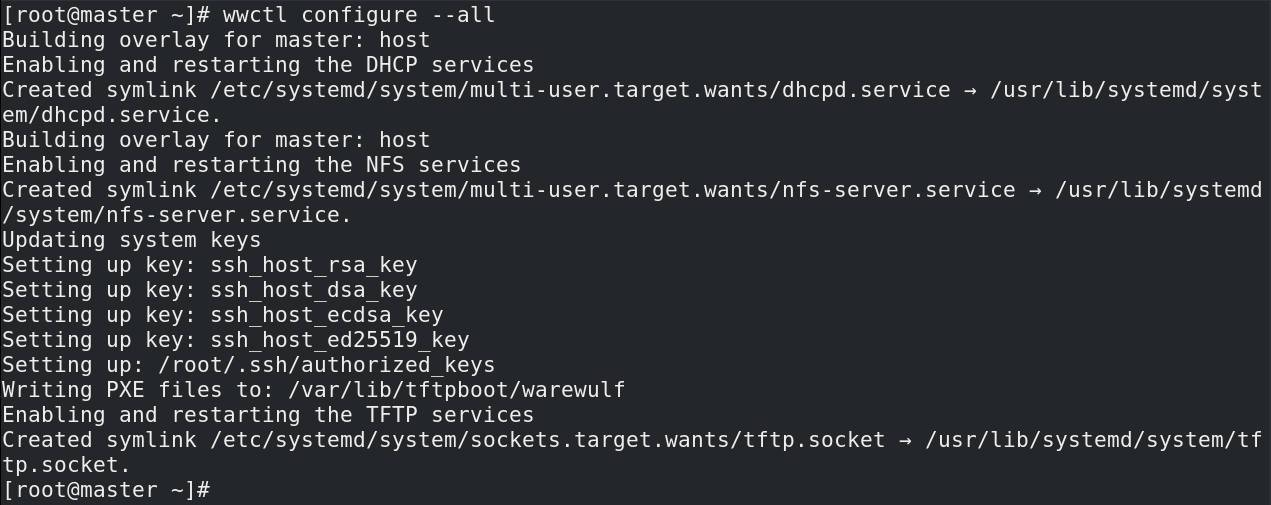 [root@master ~]# wwctl configure --all
Building overlay for master: host
Enabling and restarting the DHCP services
Created symlink /etc/systemd/system/multi-user.target.wants/dhcpd.service → /usr/lib/systemd/syst
em/dhcpd.service.
Building overlay for master: host
Enabling and restarting the NFS services
Created symlink /etc/systemd/system/multi-user.target.wants/nfs-server.service → /usr/lib/systemd
/system/nfs-server.service.
Updating system keys
Setting up key: ssh_host_rsa_key
Setting up key: ssh_host_dsa_key
Setting up key: ssh_host_ecdsa_key
Setting up key: ssh_host_ed25519_key
Setting up: /root/.ssh/authorized_keys
Writing PXE files to: /var/lib/tftpboot/warewulf
Enabling and restarting the TFTP services
Created symlink /etc/systemd/system/sockets.target.wants/tftp.socket → /usr/lib/systemd/system/tf
tp.socket.
[root@master ~]#